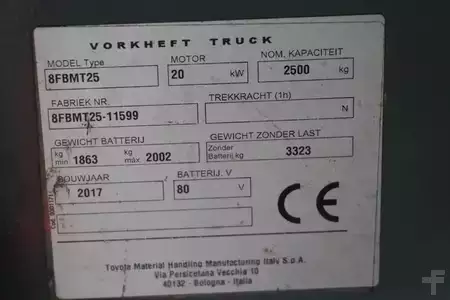 VORKHEFT TRUCK
MODEL Type MOTOR NOM. KAPACITEIT
8FBMT25 20 kW 2500 kg
FABRIEK NR. TREKKRACHT (1h)
8FBMT25-11599 N
GEWICHT BATTERIJ GEWICHT ZONDER LAST
kg min 1863 kg max. 2002 Zonder Batterij kg 3323
BOUWJAAR BATTERIJ. V
2017 80 CE
Toyota Material Handling Manufacturing Italy S.p.A.
Via Persicetana Vecchia 10
40132 - Bologna - Italia